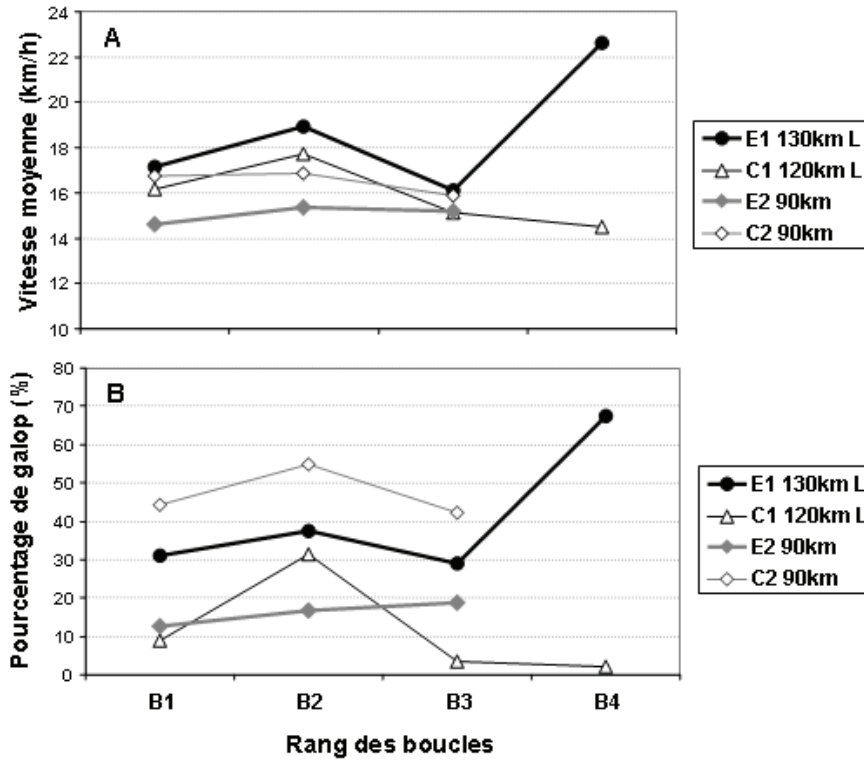 A
Vitesse moyenne (km/h)
24
22
20
18
16
14
12
10
E1 130km L
C1 120km L
E2 90km
C2 90km
B
Pourcentage de galop (%)
80
70
60
50
40
30
20
10
0
E1 130km L
C1 120km L
E2 90km
C2 90km
B1 B2 B3 B4
Rang des boucles